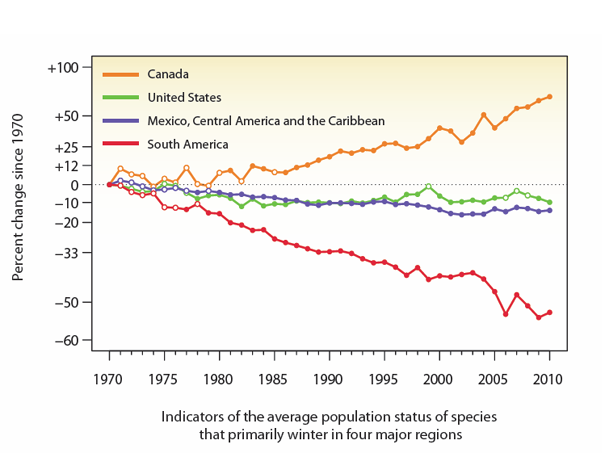 Percent change since 1970
+100
+50
+25
+12
0
−10
−20
−33
−50
−60
Canada
United States
Mexico, Central America and the Caribbean
South America
1970 1975 1980 1985 1990 1995 2000 2005 2010
Indicators of the average population status of species
that primarily winter in four major regions